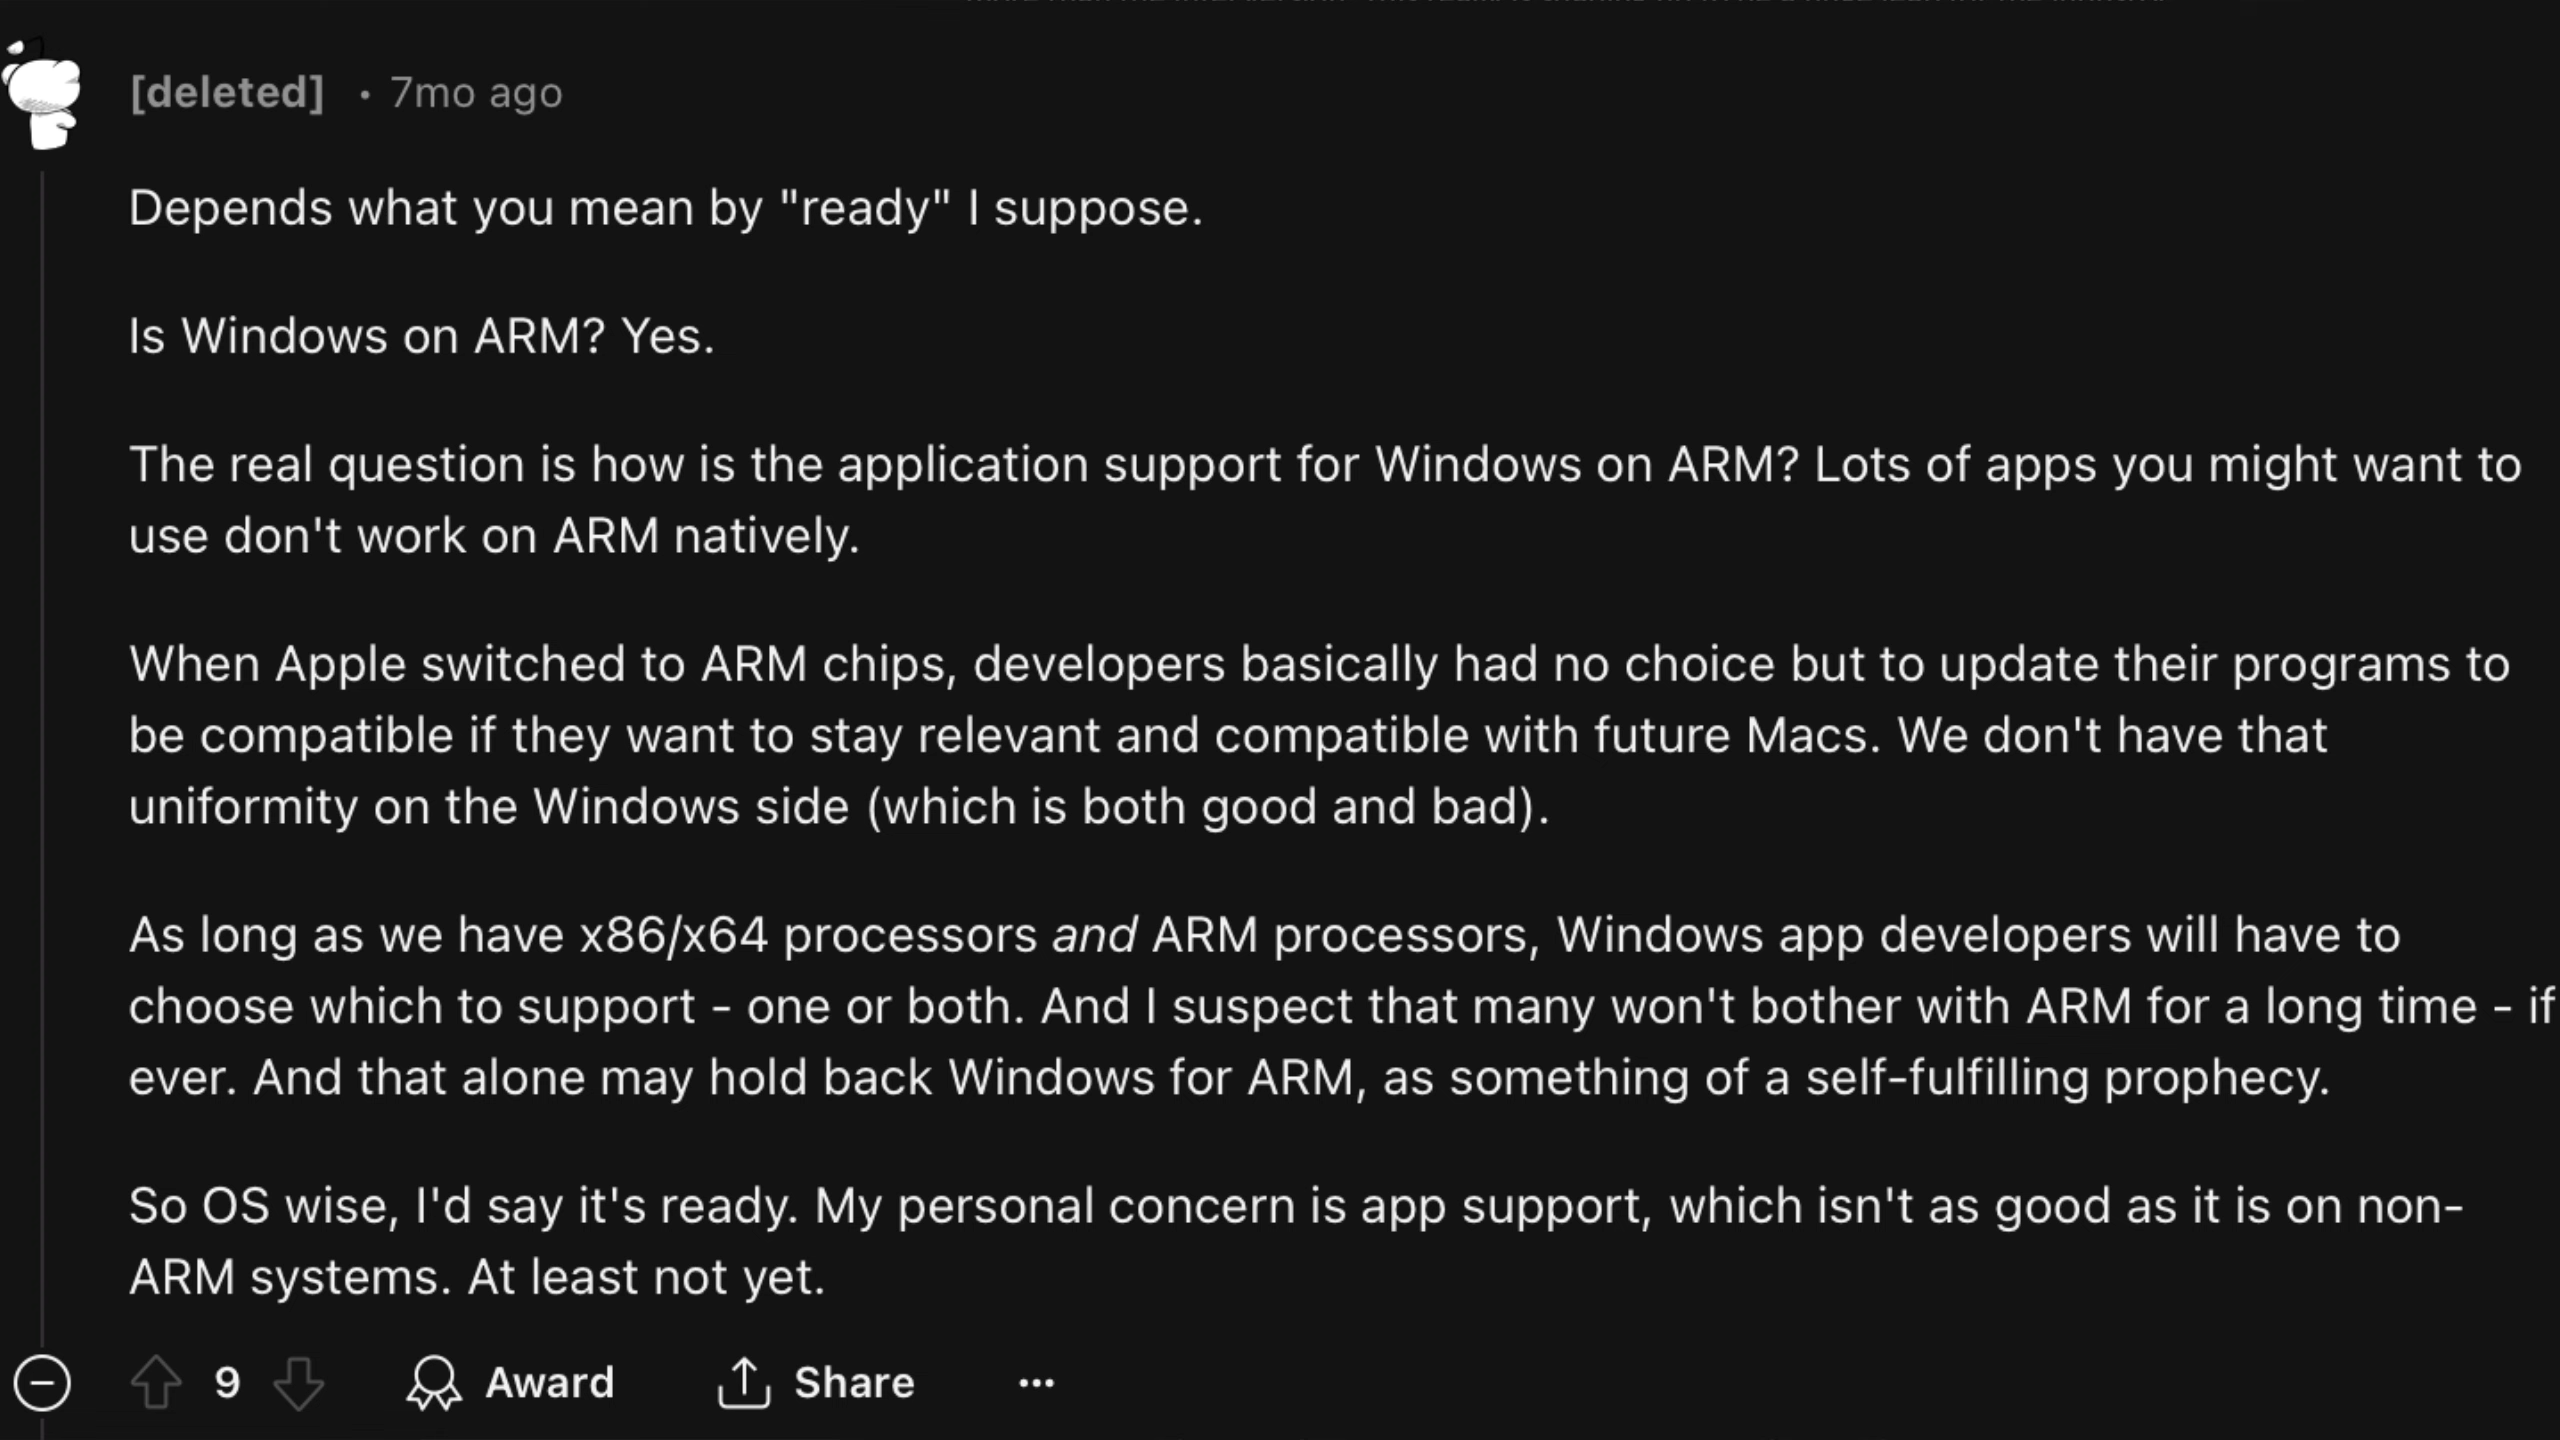 [deleted] • 7mo ago
Depends what you mean by "ready" I suppose.
Is Windows on ARM? Yes.
The real question is how is the application support for Windows on ARM? Lots of apps you might want to
use don't work on ARM natively.
When Apple switched to ARM chips, developers basically had no choice but to update their programs to
be compatible if they want to stay relevant and compatible with future Macs. We don't have that
uniformity on the Windows side (which is both good and bad).
As long as we have x86/x64 processors and ARM processors, Windows app developers will have to
choose which to support - one or both. And I suspect that many won't bother with ARM for a long time - if
ever. And that alone may hold back Windows for ARM, as something of a self-fulfilling prophecy.
So OS wise, I'd say it's ready. My personal concern is app support, which isn't as good as it is on non-
ARM systems. At least not yet.
9 Award Share ...